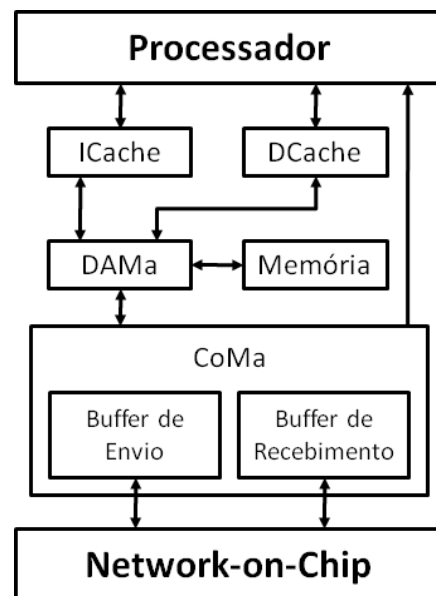 Processador
ICache
DCache
DAMa
Memória
CoMa
Buffer de
Envio
Buffer de
Recebimento
Network-on-Chip